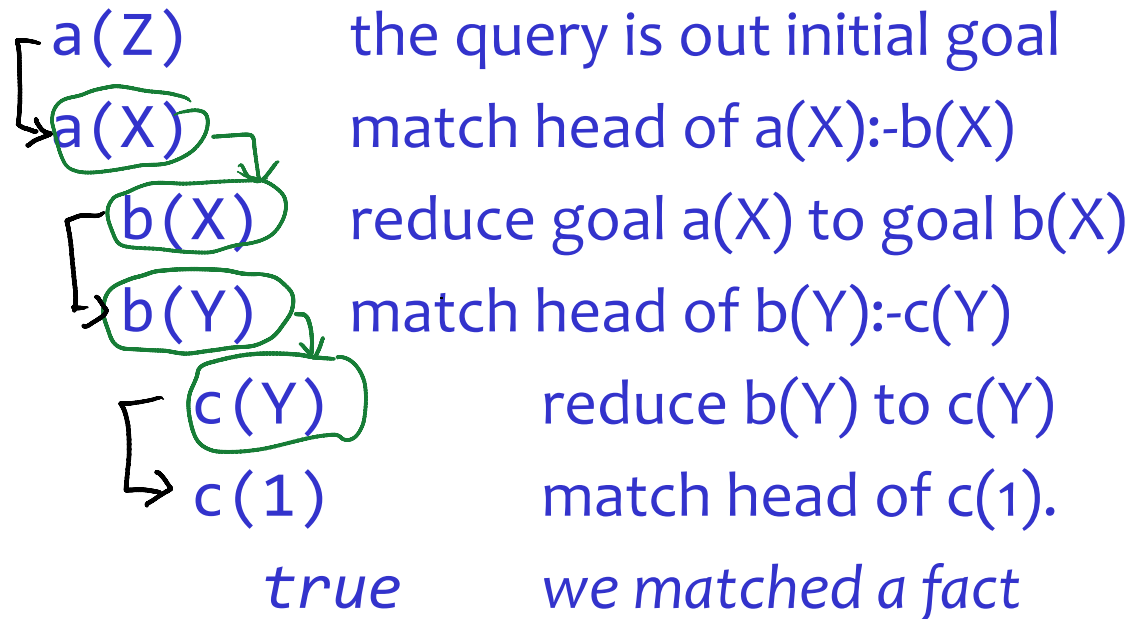 a(Z) the query is out initial goal
a(X) match head of a(X):-b(X)
b(X) reduce goal a(X) to goal b(X)
b(Y) match head of b(Y):-c(Y)
c(Y) reduce b(Y) to c(Y)
c(1) match head of c(1).
true we matched a fact